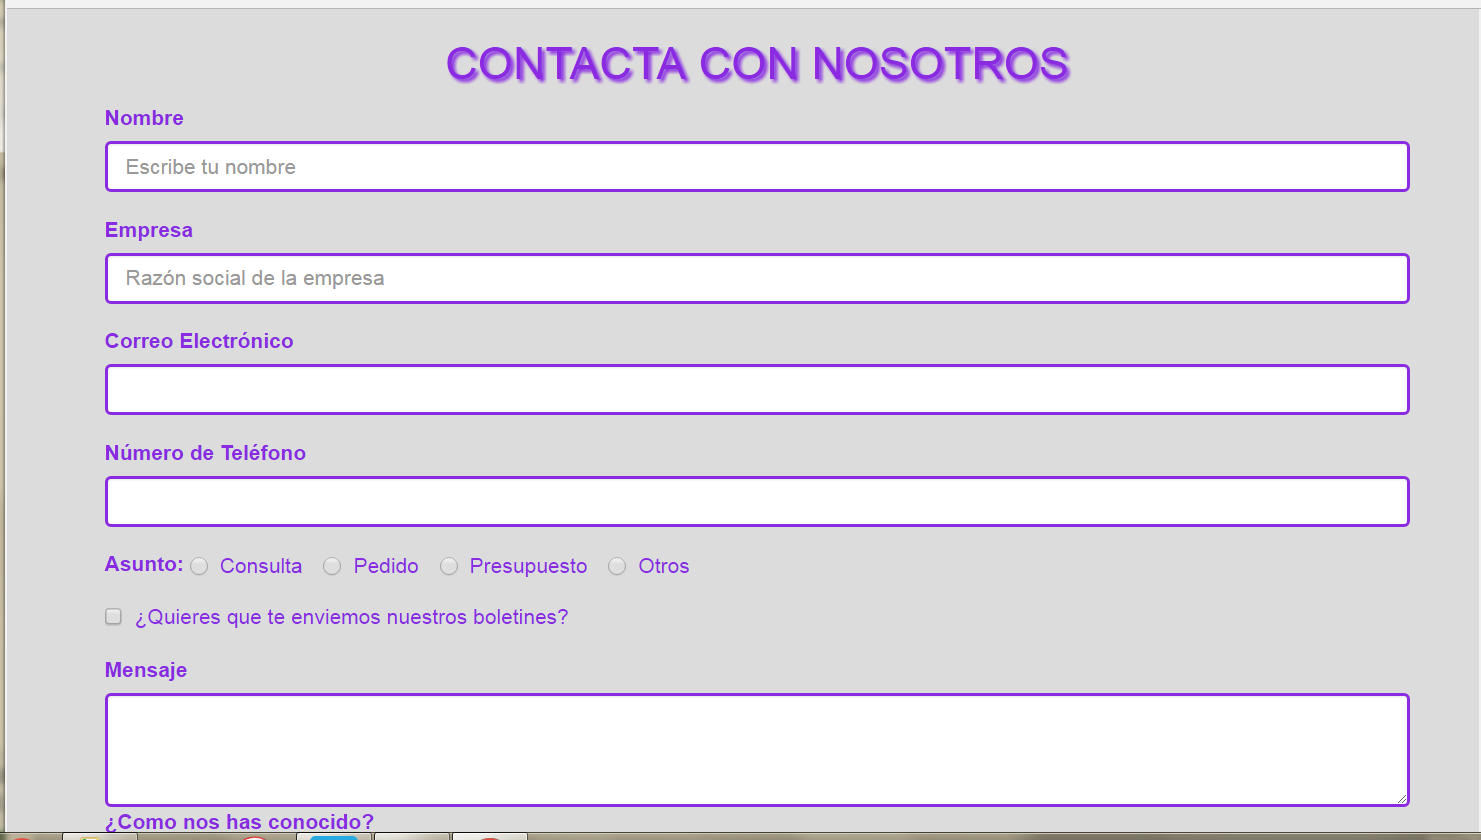 CONTACTA CON NOSOTROS
Nombre
Escribe tu nombre
Empresa
Razón social de la empresa
Correo Electrónico
Número de Teléfono
Asunto: Consulta Pedido Presupuesto Otros
¿Quieres que te enviemos nuestros boletines?
Mensaje
¿Como nos has conocido?